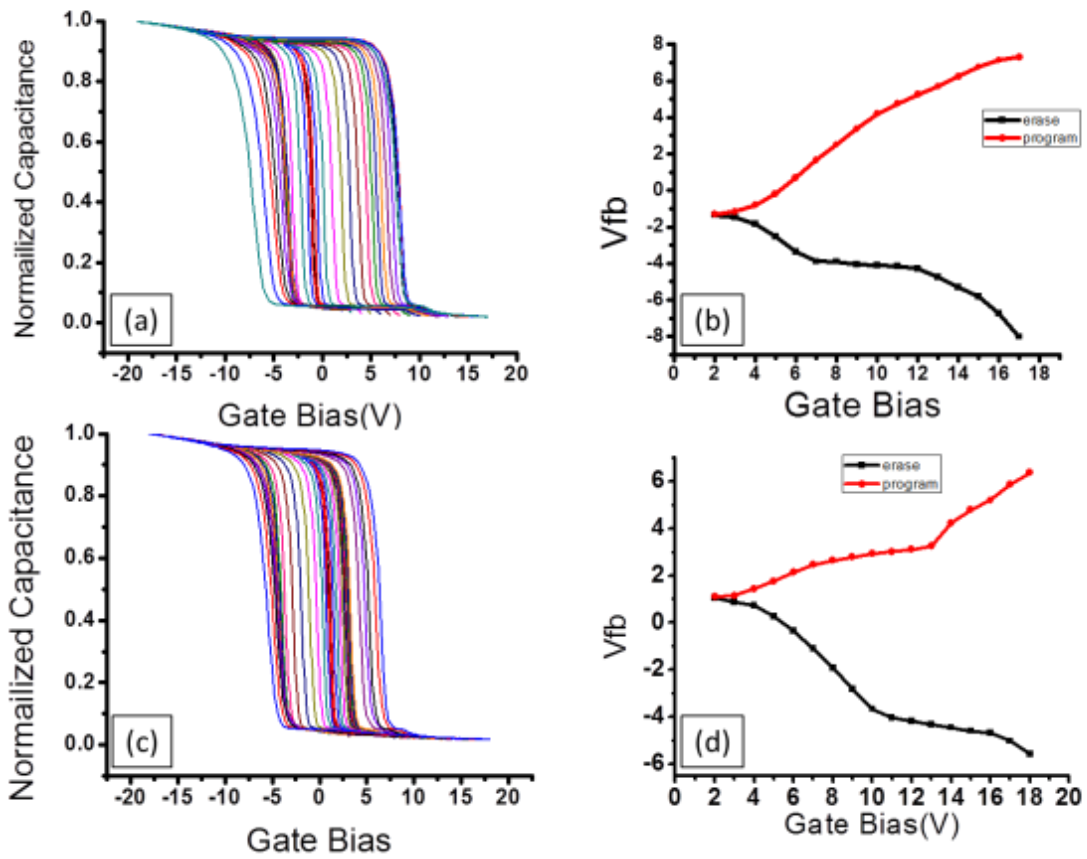 Normailized Capacitance
1.0
0.8
0.6
0.4
0.2
0.0
(a)
-20 -15 -10 -5 0 5 10 15 20
Gate Bias(V)
Vfb
8
6
4
2
0
-2
-4
-6
-8
erase
program
(b)
0 2 4 6 8 10 12 14 16 18
Gate Bias
Normailized Capacitance
1.0
0.8
0.6
0.4
0.2
0.0
(c)
-20 -15 -10 -5 0 5 10 15 20
Gate Bias
Vfb
6
4
2
0
-2
-4
-6
erase
program
(d)
0 2 4 6 8 10 12 14 16 18 20
Gate Bias(V)